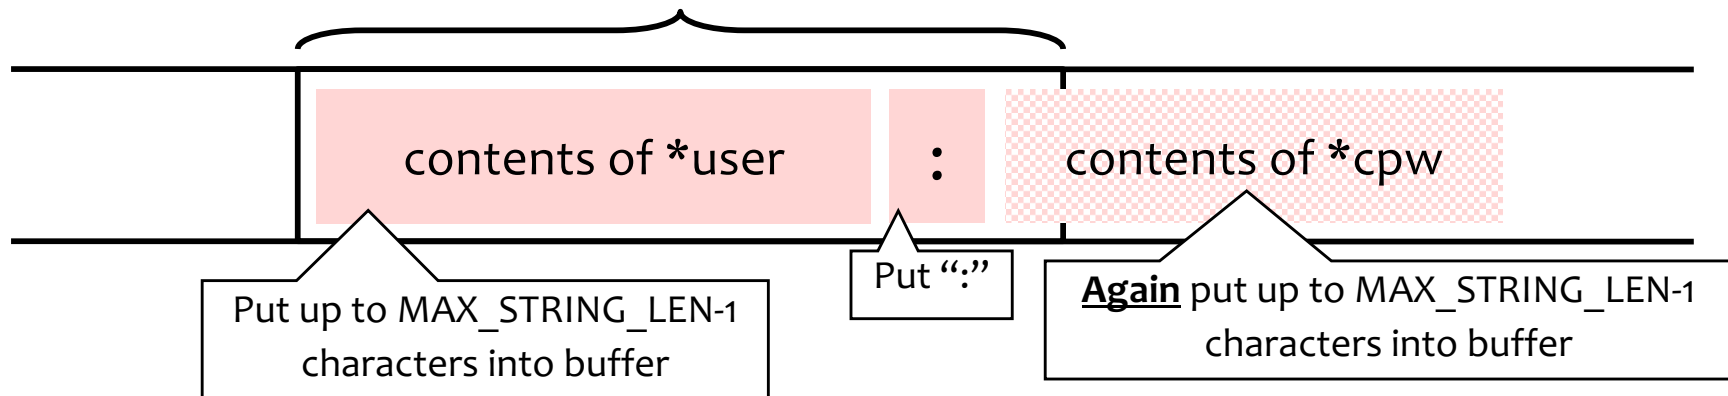 contents of *user
:
contents of *cpw
Put up to MAX_STRING_LEN-1
characters into buffer
Put “:”
Again put up to MAX_STRING_LEN-1
characters into buffer